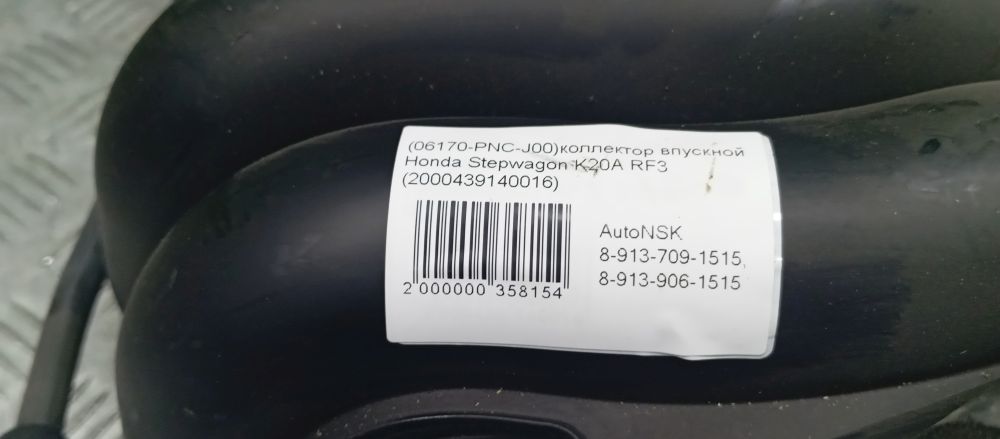 (06170-PNC-J00)коллектор впускной
Honda Stepwagon K20A RF3
(2000439140016)
AutoNSK
8-913-709-1515,
8-913-906-1515
2 000000 358154